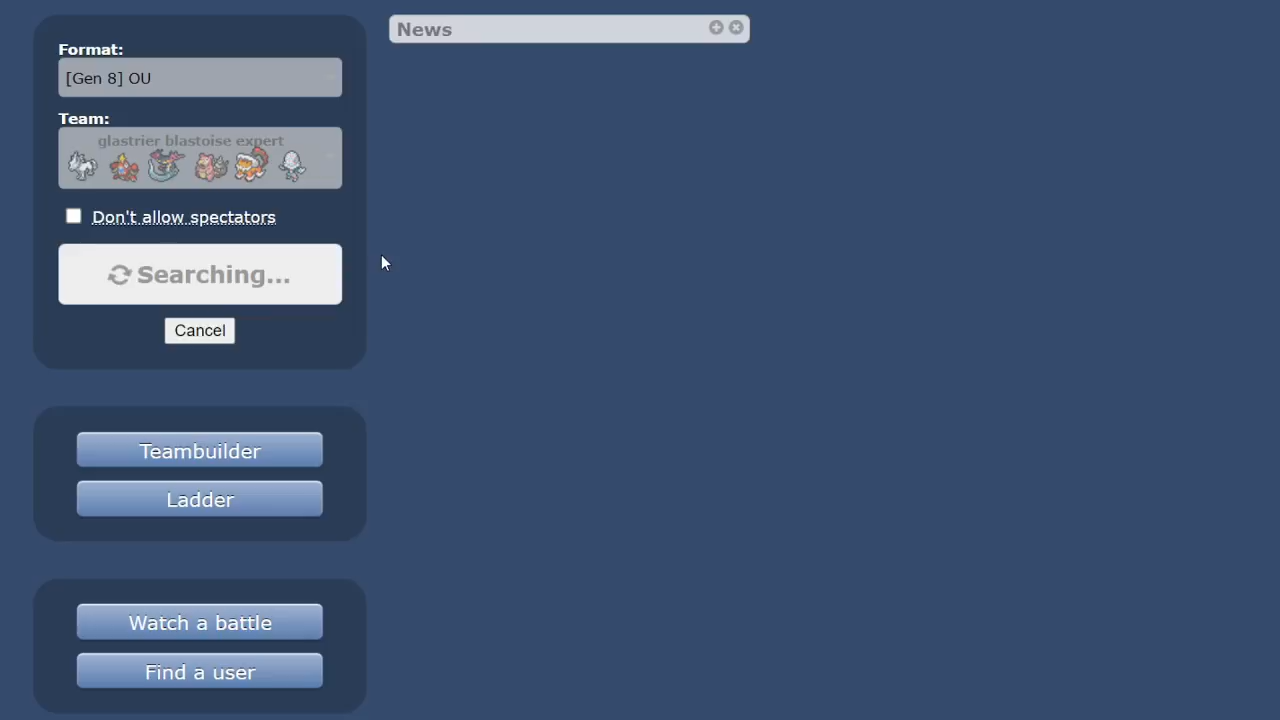 Format:
[Gen 8] OU
Team:
glastrier blastoise expert
Don't allow spectators
Searching...
Cancel
Teambuilder
Ladder
Watch a battle
Find a user
News